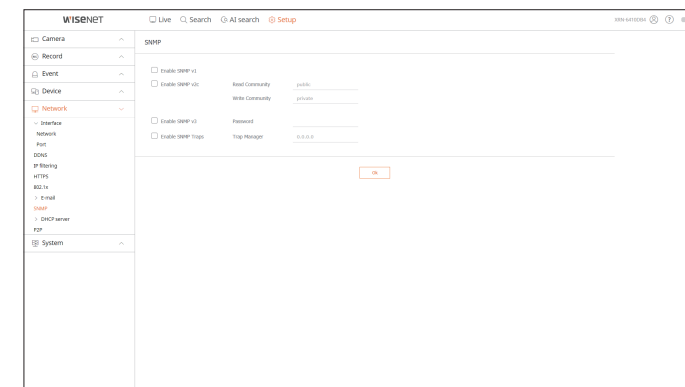 WISENET
Live Search AI search Setup
Camera
Record
Event
Device
Network
Interface
Network
Port
DDNS
IP filtering
HTTPS
802.1x
E-mail
SNMP
DHCP server
P2P
System
SNMP
Enable SNMP v1
Enable SNMP v2c Read Community public
Write Community private
Enable SNMP v3 Password
Enable SNMP Traps Trap Manager 0.0.0.0
Ok